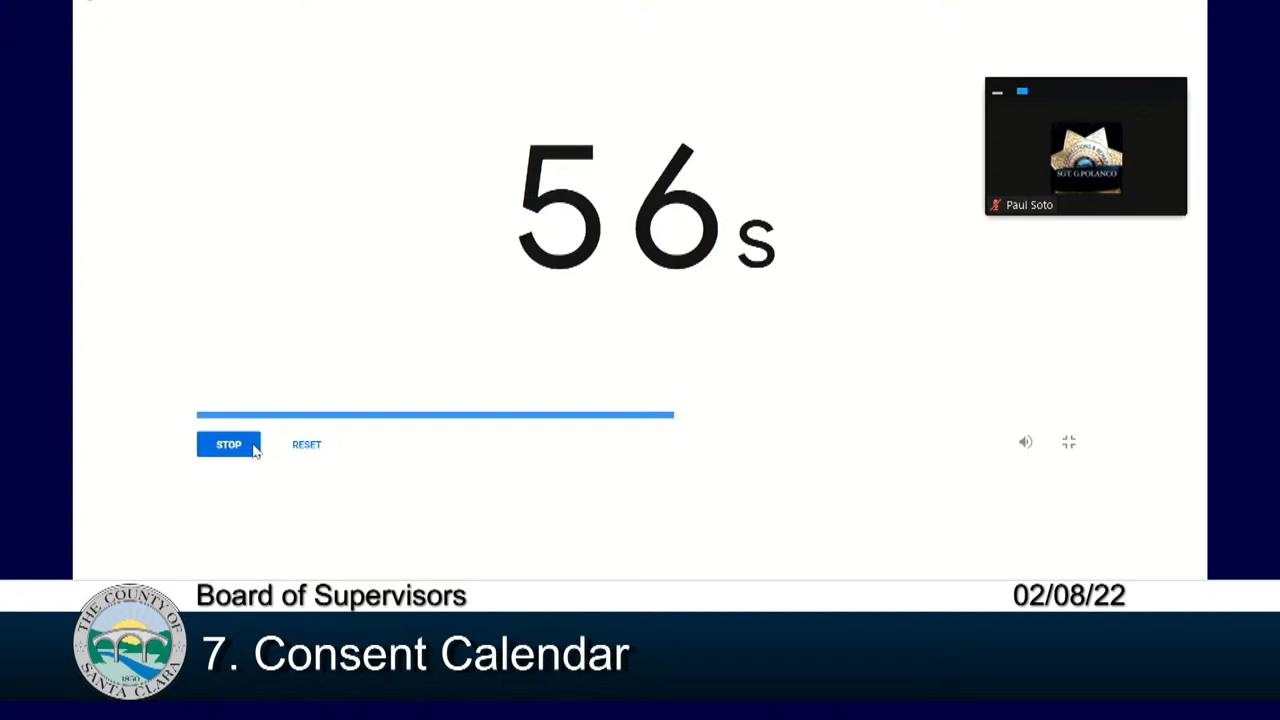 56s
SGT. G.POLANCO
Paul Soto
STOP
RESET
Board of Supervisors
02/08/22
THE COUNTY OF
SANTA CLARA
1850
7. Consent Calendar